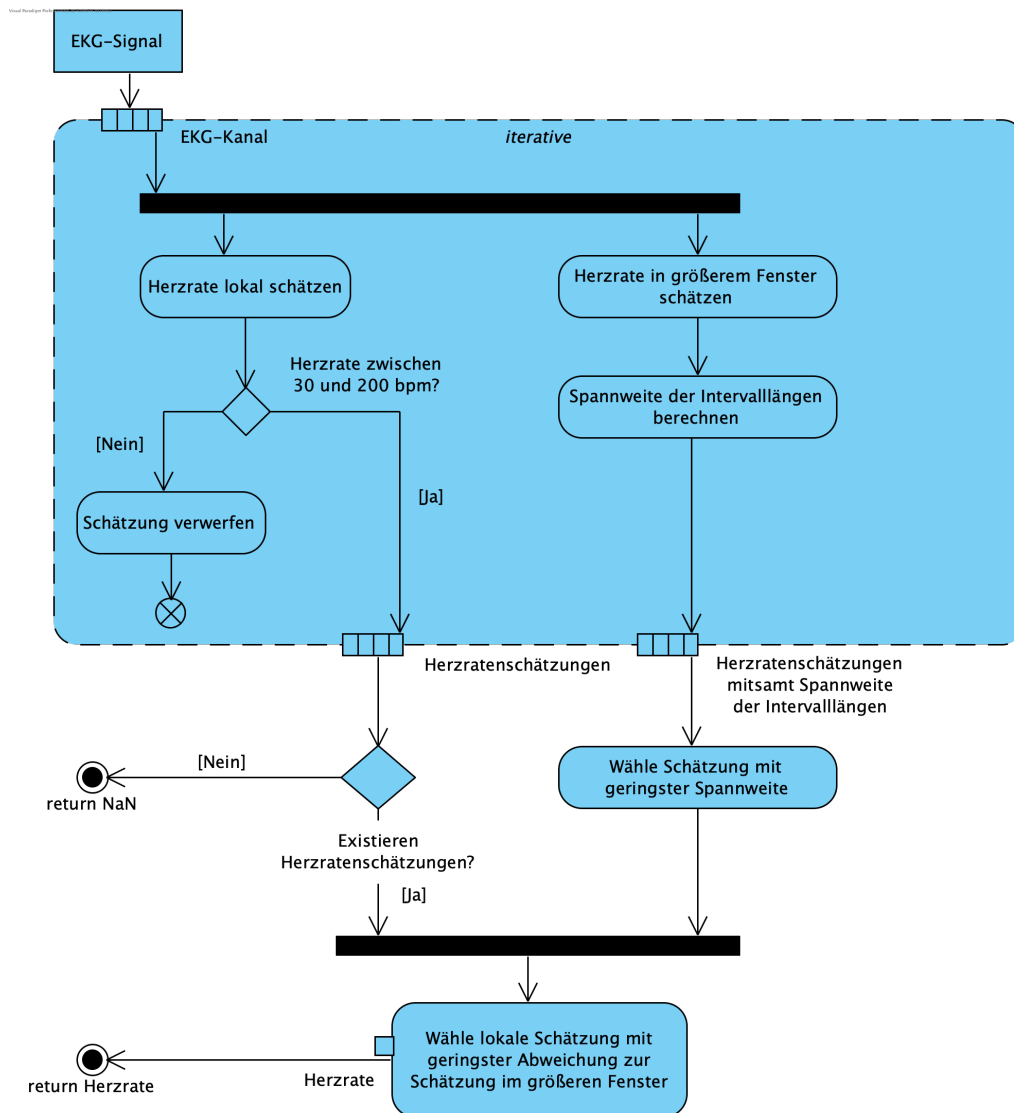 EKG-Signal
EKG-Kanal
iterative
Herzrate lokal schätzen
Herzrate in größerem Fenster
schätzen
Herzrate zwischen
30 und 200 bpm?
Spannweite der Intervalllängen
berechnen
[Nein]
[Ja]
Schätzung verwerfen
Herzratenschätzungen
Herzratenschätzungen
mitsamt Spannweite
der Intervalllängen
[Nein]
return NaN
Wähle Schätzung mit
geringster Spannweite
Existieren
Herzratenschätzungen?
[Ja]
Wähle lokale Schätzung mit
geringster Abweichung zur
Schätzung im größeren Fenster
Herzrate
return Herzrate